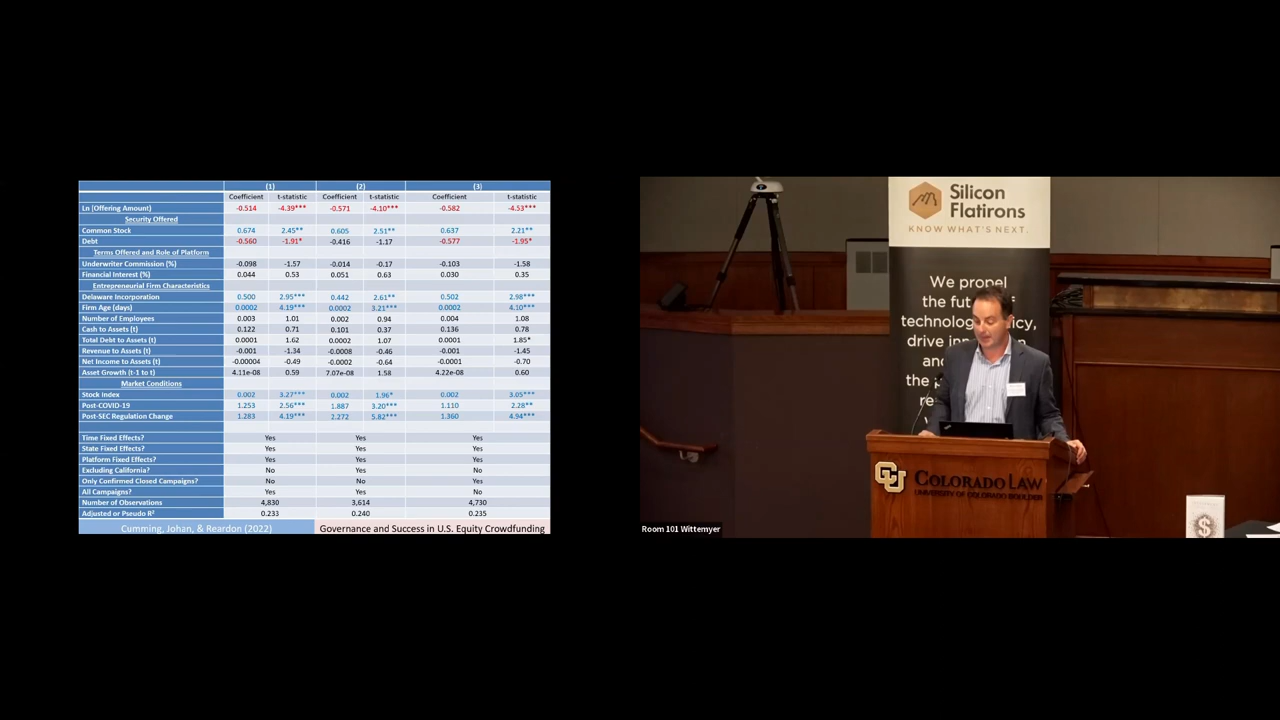 (1) (2) (3)
Coefficient t-statistic Coefficient t-statistic Coefficient t-statistic
Ln (Offering Amount) -0.514 -4.39*** -0.571 -4.10*** -0.582 -4.53***
Security Offered
Common Stock 0.674 2.45** 0.605 2.51** 0.637 2.21**
Debt -0.560 -1.91* -0.416 -1.17 -0.577 -1.95*
Terms Offered and Role of Platform
Underwriter Commission (%) -0.098 -1.57 -0.014 -0.17 -0.103 -1.58
Financial Interest (%) 0.044 0.53 0.051 0.63 0.030 0.35
Entrepreneurial Firm Characteristics
Delaware Incorporation 0.500 2.95*** 0.442 2.61** 0.502 2.98***
Firm Age (days) 0.0002 4.19*** 0.0002 3.21*** 0.0002 4.10***
Number of Employees 0.003 1.01 0.002 0.94 0.004 1.08
Cash to Assets (t) 0.122 0.71 0.101 0.37 0.136 0.78
Total Debt to Assets (t) 0.0001 1.62 0.0002 1.07 0.0001 1.85*
Revenue to Assets (t) -0.001 -1.34 -0.0008 -0.46 -0.001 -1.45
Net Income to Assets (t) -0.00004 -0.49 -0.0002 -0.64 -0.0001 -0.70
Asset Growth (t-1 to t) 4.11e-08 0.59 7.07e-08 1.58 4.22e-08 0.60
Market Conditions
Stock Index 0.002 3.27*** 0.002 1.96* 0.002 3.05***
Post-COVID-19 1.253 2.56*** 1.887 3.20*** 1.110 2.28**
Post-SEC Regulation Change 1.283 4.19*** 2.272 5.82*** 1.360 4.94***
Time Fixed Effects? Yes Yes Yes
State Fixed Effects? Yes Yes Yes
Platform Fixed Effects? Yes Yes Yes
Excluding California? No Yes No
Only Confirmed Closed Campaigns? No No Yes
All Campaigns? Yes Yes No
Number of Observations 4,830 3,614 4,730
Adjusted or Pseudo R² 0.233 0.240 0.235
Cumming, Johan, & Reardon (2022) Governance and Success in U.S. Equity Crowdfunding
Silicon
Flatirons
KNOW WHAT'S NEXT.
We propel
the f
technolog
drive in
an
the
re
CU COLORADO LAW
UNIVERSITY OF COLORADO BOULDER
$
Room 101 Wittemyer